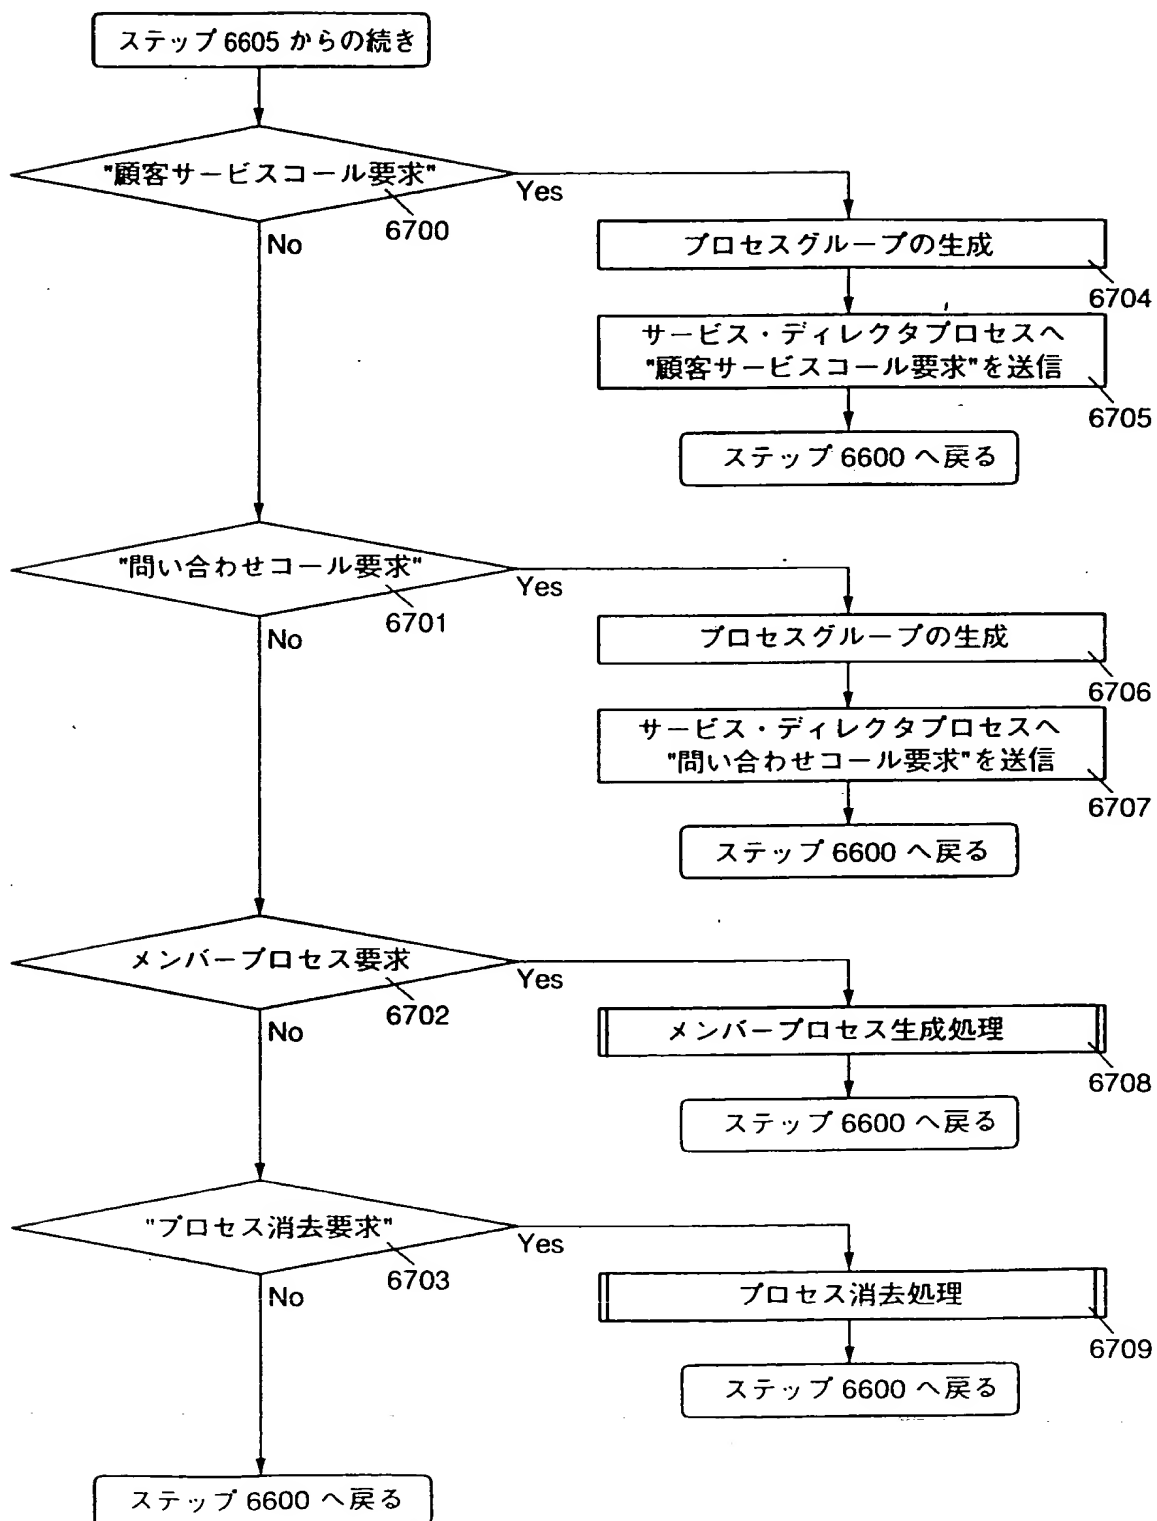 ステップ 6605 からの続き
"顧客サービスコール要求"
Yes
6700
No
プロセスグループの生成
6704
サービス・ディレクタプロセスへ
"顧客サービスコール要求"を送信
6705
ステップ 6600 へ戻る
"問い合わせコール要求"
Yes
6701
No
プロセスグループの生成
6706
サービス・ディレクタプロセスへ
"問い合わせコール要求"を送信
6707
ステップ 6600 へ戻る
メンバープロセス要求
Yes
6702
No
メンバープロセス生成処理
6708
ステップ 6600 へ戻る
"プロセス消去要求"
Yes
6703
No
プロセス消去処理
6709
ステップ 6600 へ戻る
ステップ 6600 へ戻る